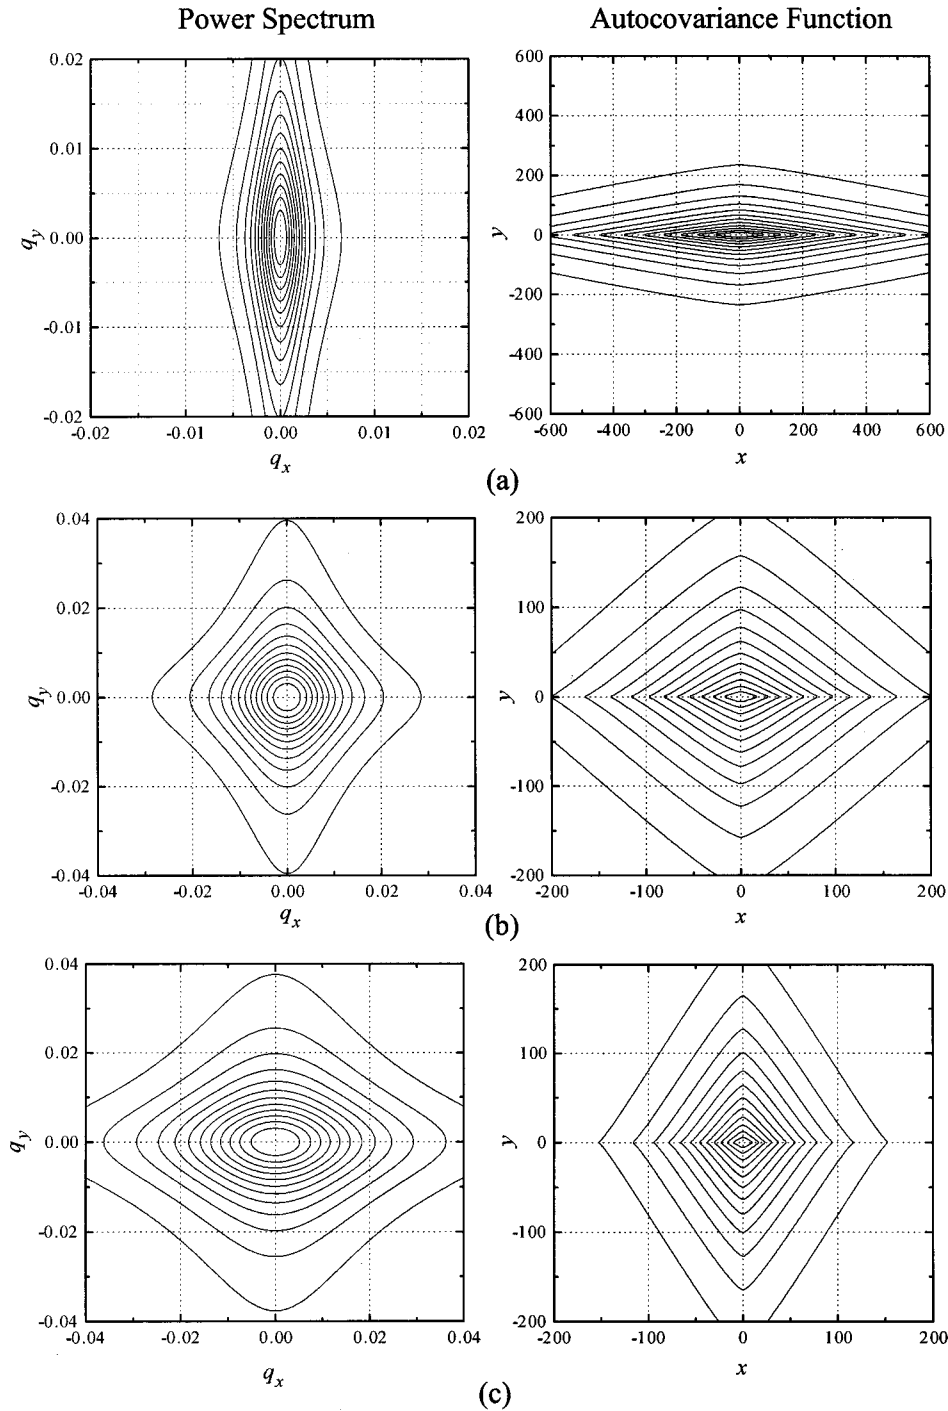 Power Spectrum Autocovariance Function
0.02 600
400
0.01 200
q_y 0.00 y 0
-0.01 -200
-400
-0.02 -600
-0.02 -0.01 0.00 0.01 0.02 -600 -400 -200 0 200 400 600
q_x x
(a)
0.04 200
0.02 100
q_y 0.00 y 0
-0.02 -100
-0.04 -200
-0.04 -0.02 0.00 0.02 0.04 -200 -100 0 100 200
q_x x
(b)
0.04 200
0.02 100
q_y 0.00 y 0
-0.02 -100
-0.04 -200
-0.04 -0.02 0.00 0.02 0.04 -200 -100 0 100 200
q_x x
(c)